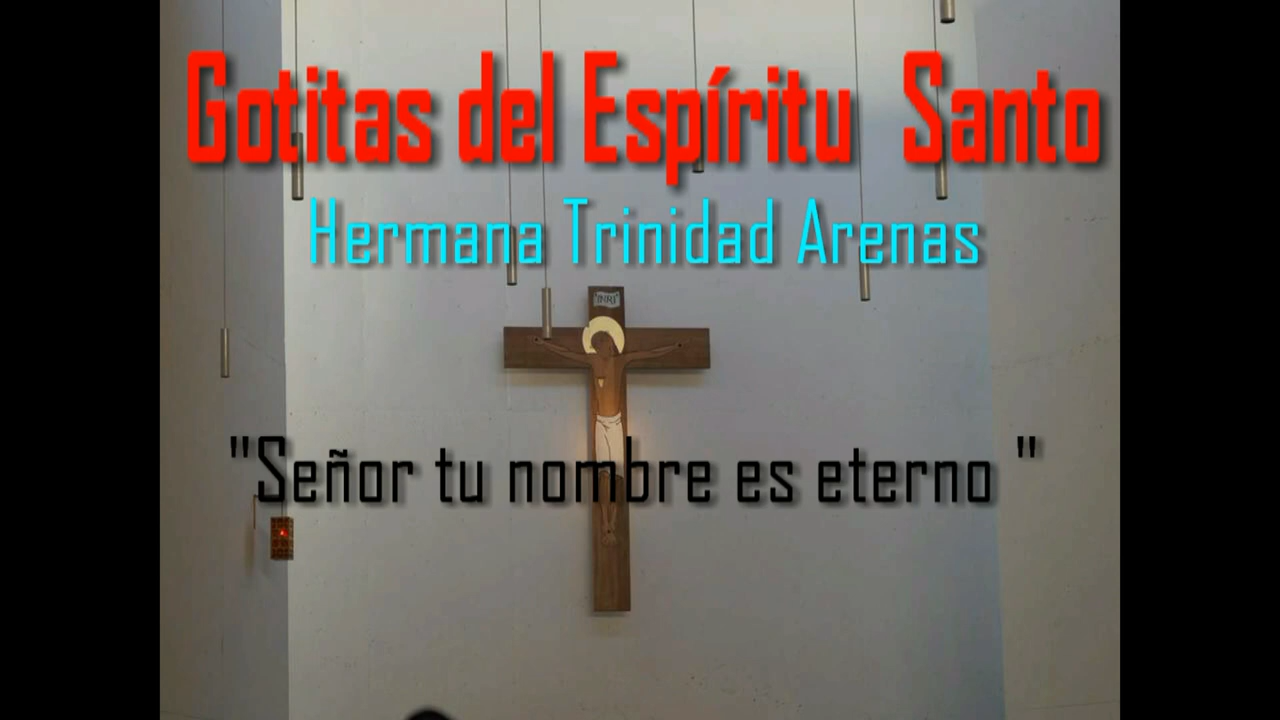 Gotitas del Espíritu Santo
Hermana Trinidad Arenas
INRI
"Señor tu nombre es eterno "